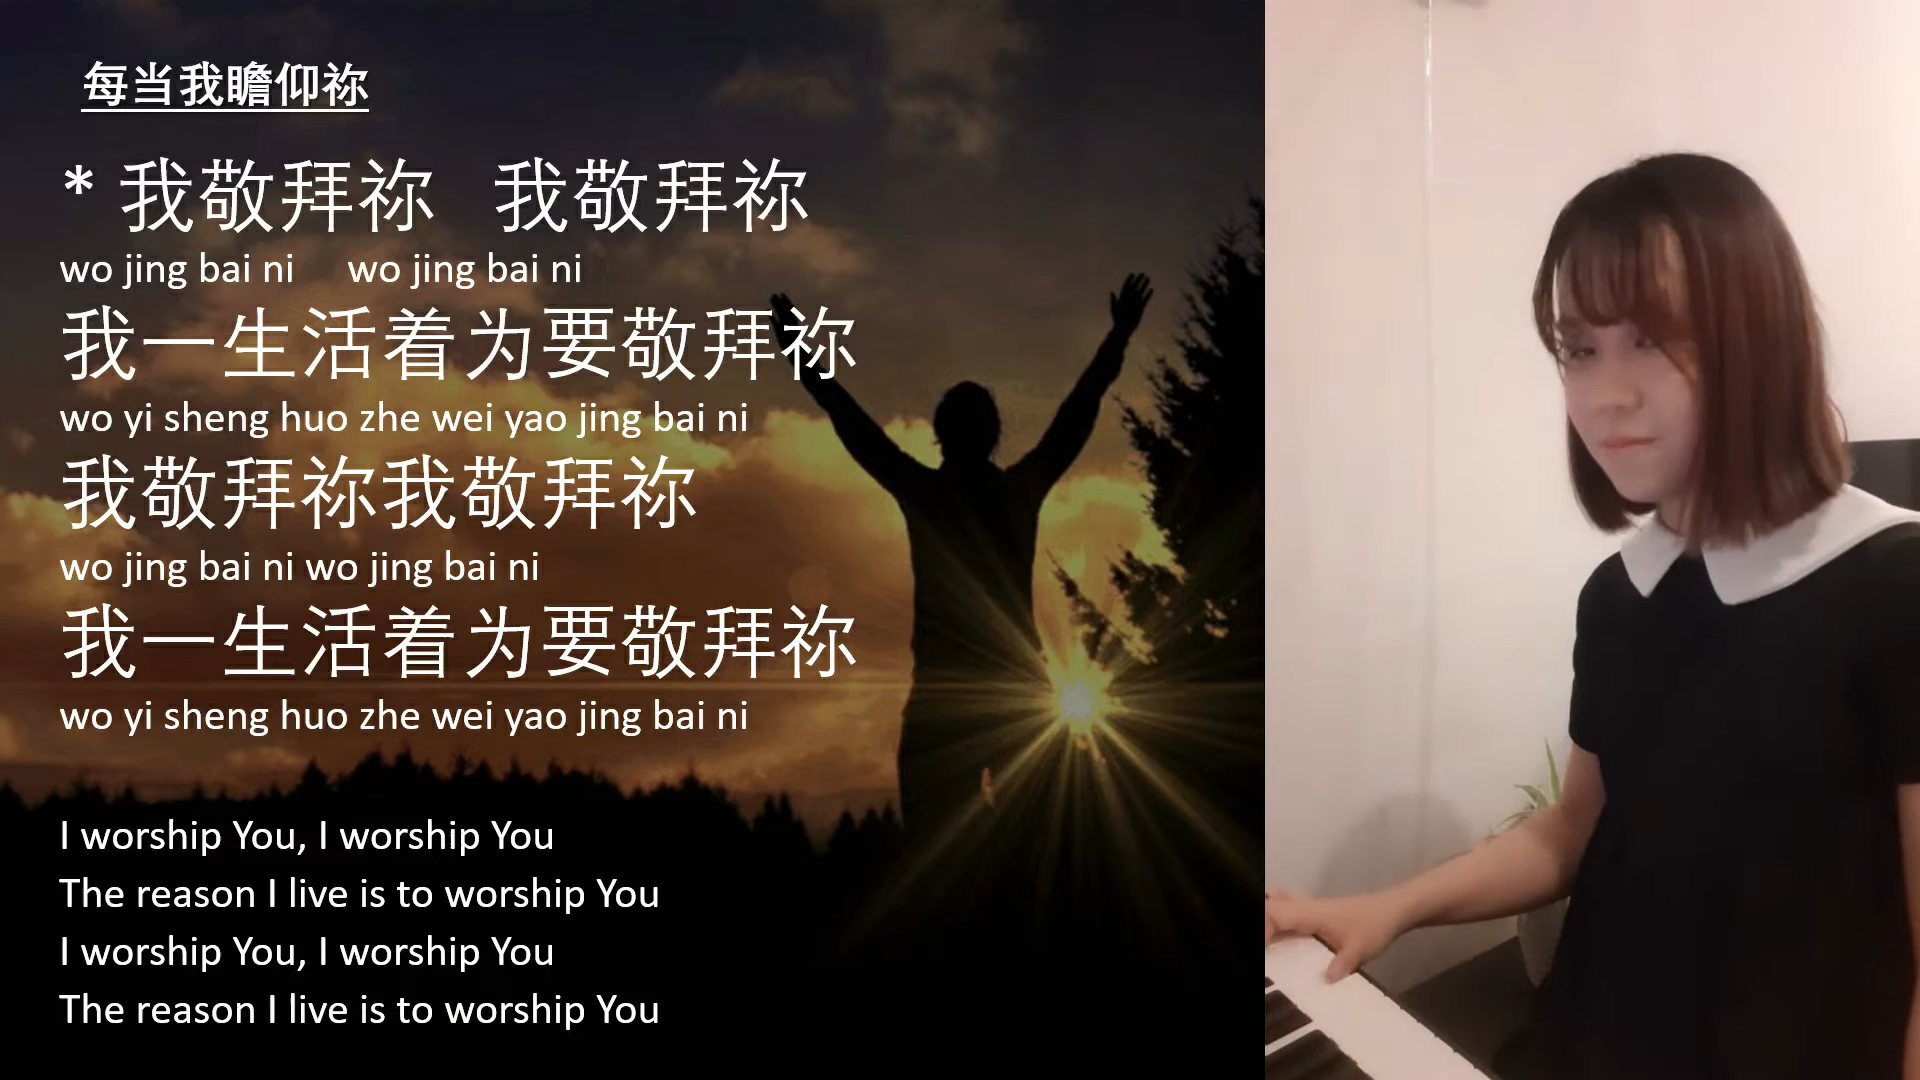 每当我瞻仰祢
* 我敬拜祢 我敬拜祢
wo jing bai ni wo jing bai ni
我一生活着为要敬拜祢
wo yi sheng huo zhe wei yao jing bai ni
我敬拜祢我敬拜祢
wo jing bai ni wo jing bai ni
我一生活着为要敬拜祢
wo yi sheng huo zhe wei yao jing bai ni
I worship You, I worship You
The reason I live is to worship You
I worship You, I worship You
The reason I live is to worship You